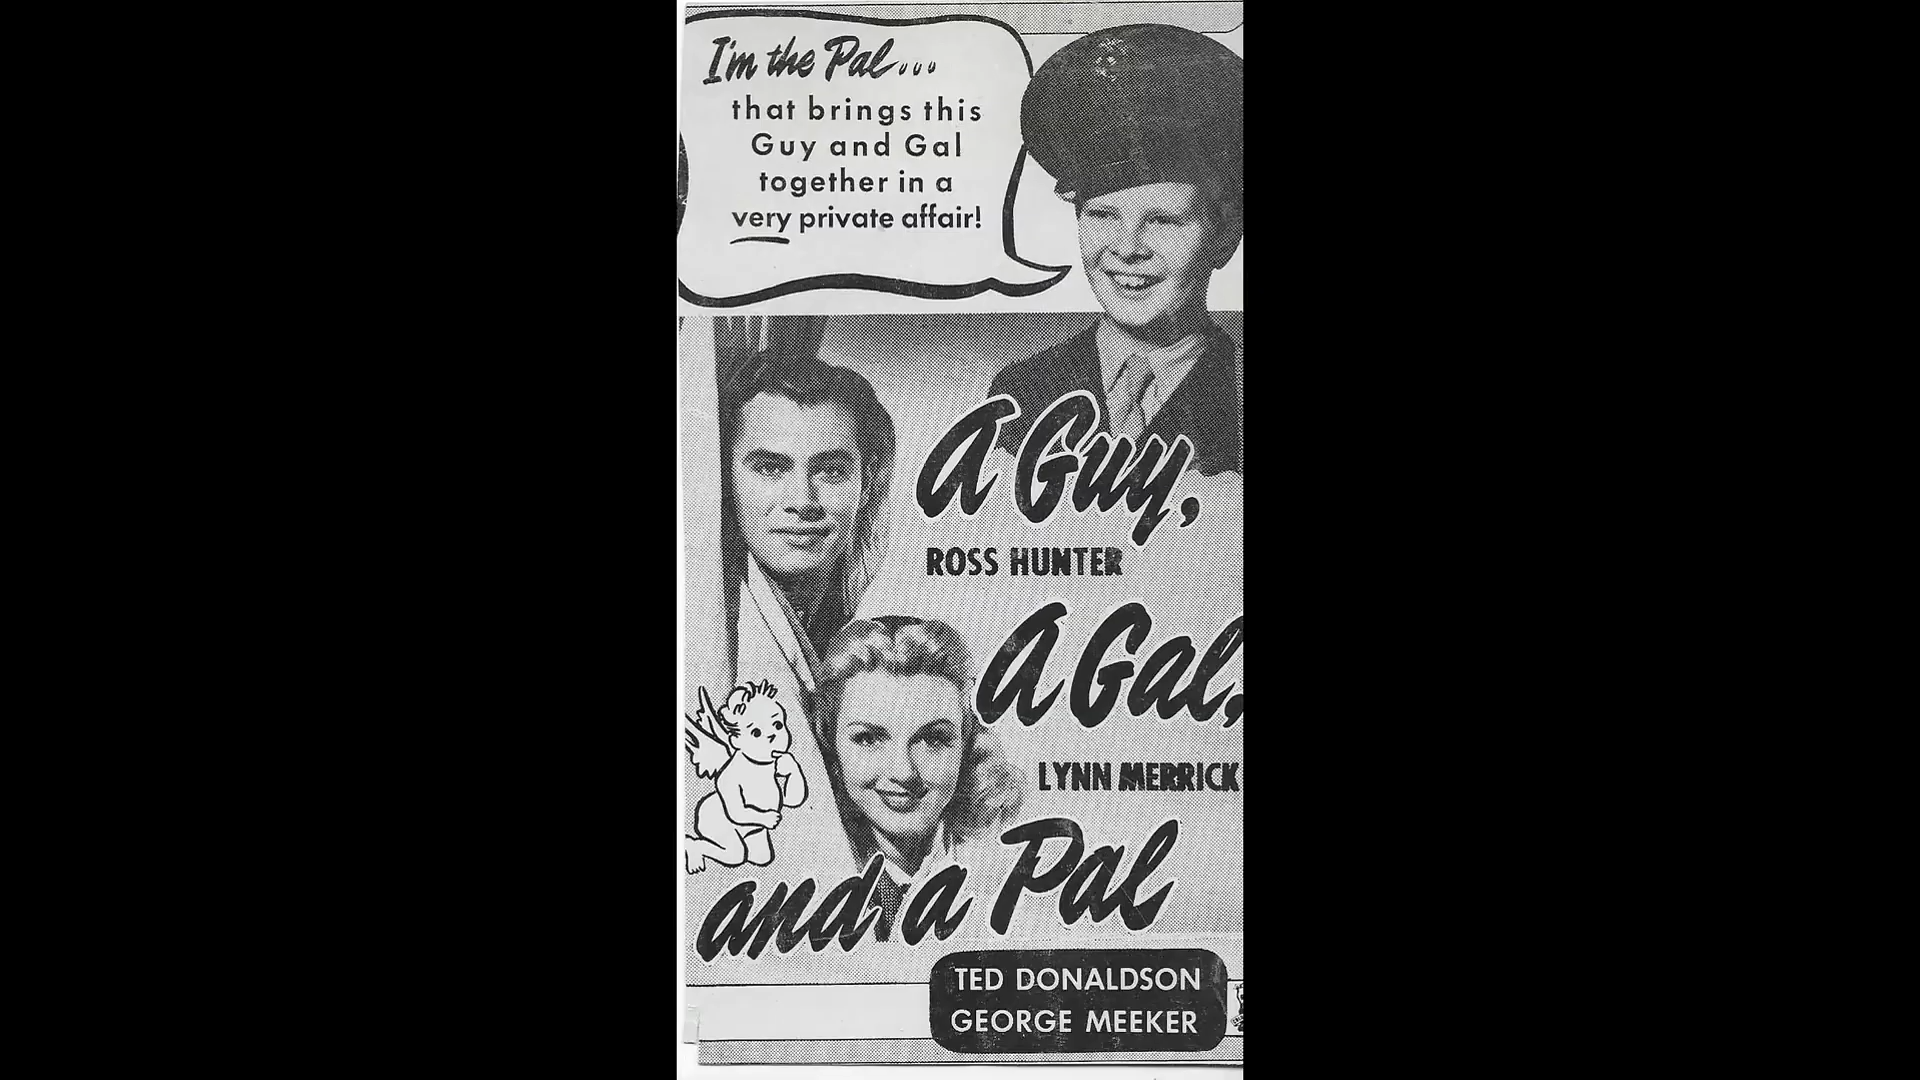 I'm the Pal...
that brings this
Guy and Gal
together in a
very private affair!
A Guy,
ROSS HUNTER
A Gal,
LYNN MERRICK
and a Pal
TED DONALDSON
GEORGE MEEKER